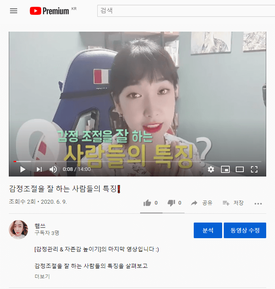 Premium KR
검색
감정 조절을 잘 하는
사람들의 특징?
0:08 / 14:00
감정조절을 잘 하는 사람들의 특징
조회수 2회 • 2020. 6. 9.
0 0 공유 저장
구독자 3명
분석 동영상 수정
[감정관리 & 자존감 높이기]의 마지막 영상입니다 :)
감정조절을 잘 하는 사람들의 특징을 살펴보고
더보기